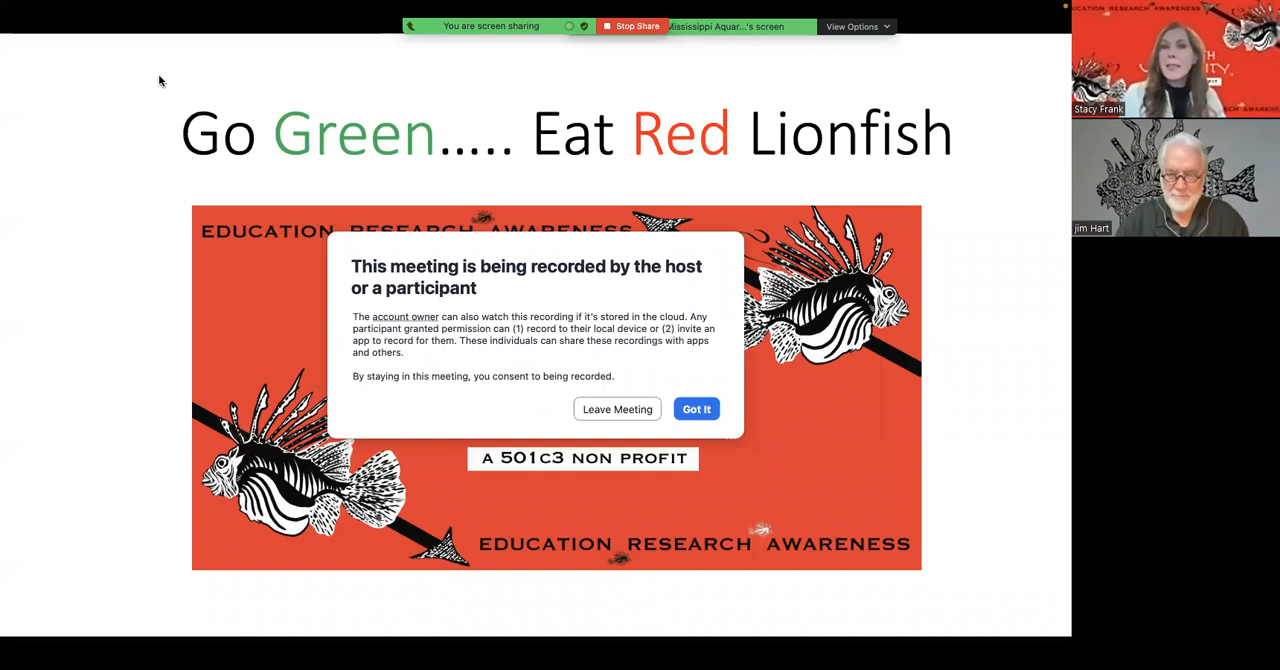 You are screen sharing
Stop Share
Mississippi Aquar...'s screen
View Options
Go Green..... Eat Red Lionfish
EDUCATION RESEARCH AWARENESS
This meeting is being recorded by the host
or a participant
The account owner can also watch this recording if it's stored in the cloud. Any
participant granted permission can (1) record to their local device or (2) invite an
app to record for them. These individuals can share these recordings with apps
and others.
By staying in this meeting, you consent to being recorded.
Leave Meeting
Got It
A 501C3 NON PROFIT
EDUCATION RESEARCH AWARENESS
RESEARCH AWARENESS
Stacy Frank
jim Hart